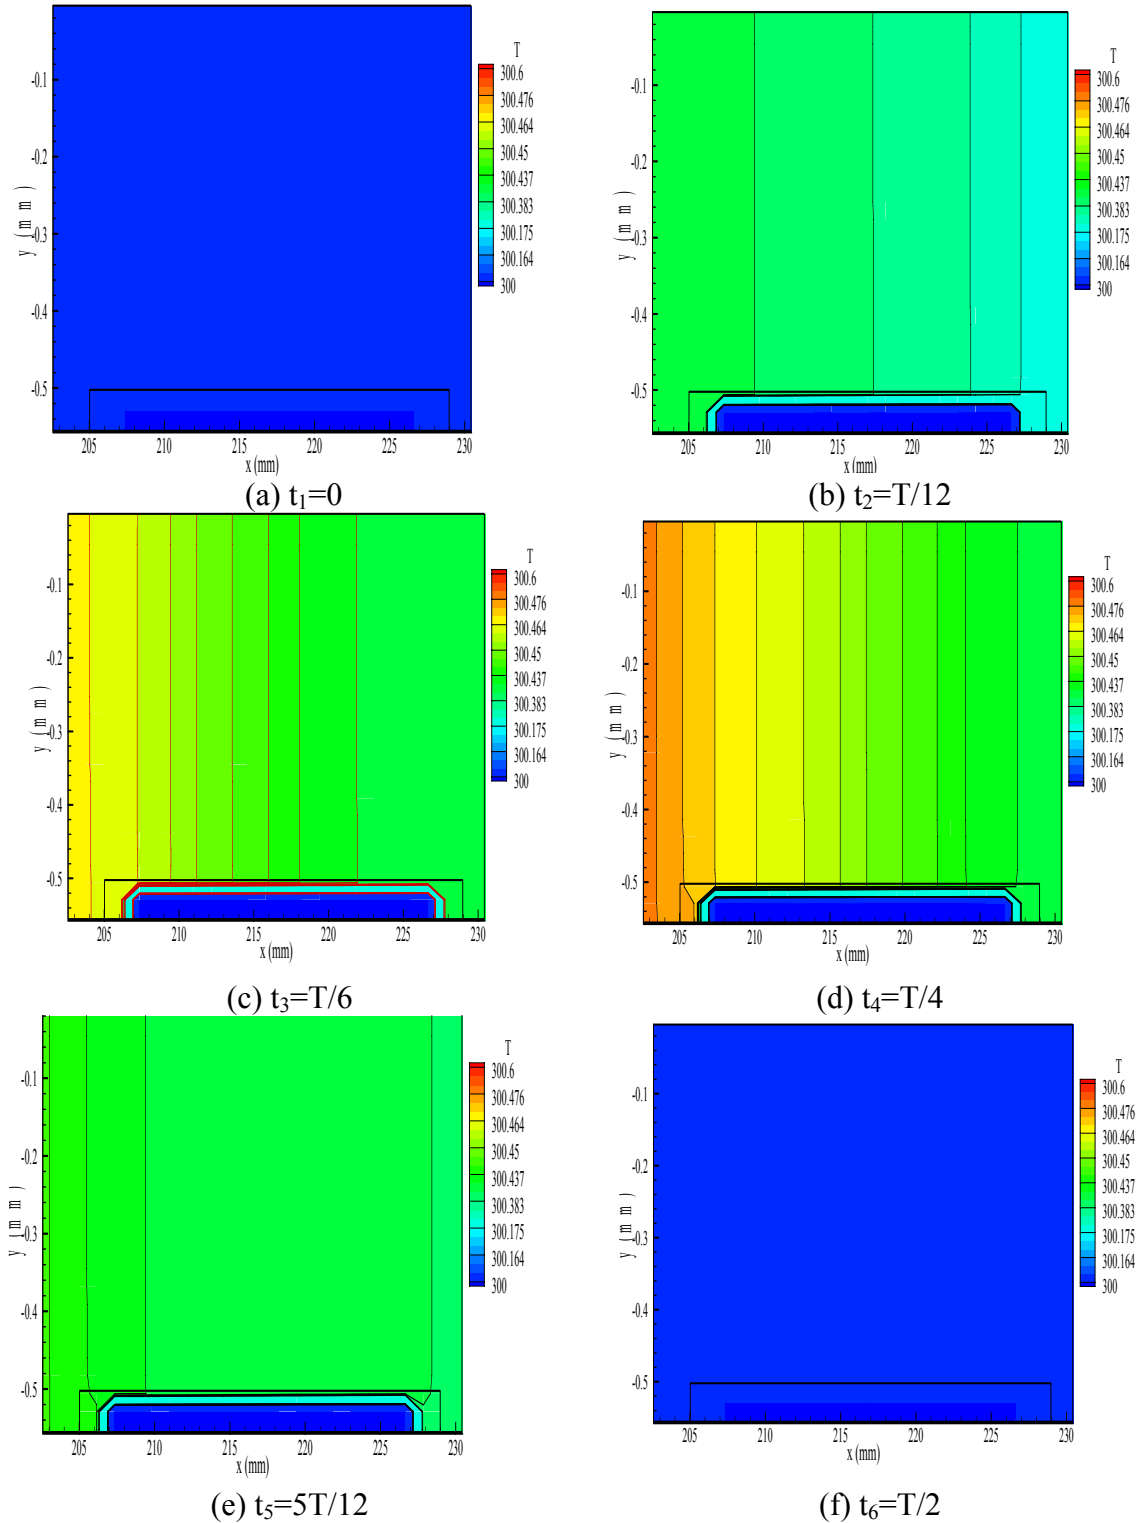 T
300.6
300.476
300.464
300.45
300.437
300.383
300.175
300.164
300
-0.1
-0.2
-0.3
-0.4
-0.5
y (mm)
205 210 215 220 225 230
x (mm)
(a) t₁=0
T
300.6
300.476
300.464
300.45
300.437
300.383
300.175
300.164
300
-0.1
-0.2
-0.3
-0.4
-0.5
y (mm)
205 210 215 220 225 230
x (mm)
(b) t₂=T/12
T
300.6
300.476
300.464
300.45
300.437
300.383
300.175
300.164
300
-0.1
-0.2
-0.3
-0.4
-0.5
y (mm)
205 210 215 220 225 230
x (mm)
(c) t₃=T/6
T
300.6
300.476
300.464
300.45
300.437
300.383
300.175
300.164
300
-0.1
-0.2
-0.3
-0.4
-0.5
y (mm)
205 210 215 220 225 230
x (mm)
(d) t₄=T/4
T
300.6
300.476
300.464
300.45
300.437
300.383
300.175
300.164
300
-0.1
-0.2
-0.3
-0.4
-0.5
y (mm)
205 210 215 220 225 230
x (mm)
(e) t₅=5T/12
T
300.6
300.476
300.464
300.45
300.437
300.383
300.175
300.164
300
-0.1
-0.2
-0.3
-0.4
-0.5
y (mm)
205 210 215 220 225 230
x (mm)
(f) t₆=T/2